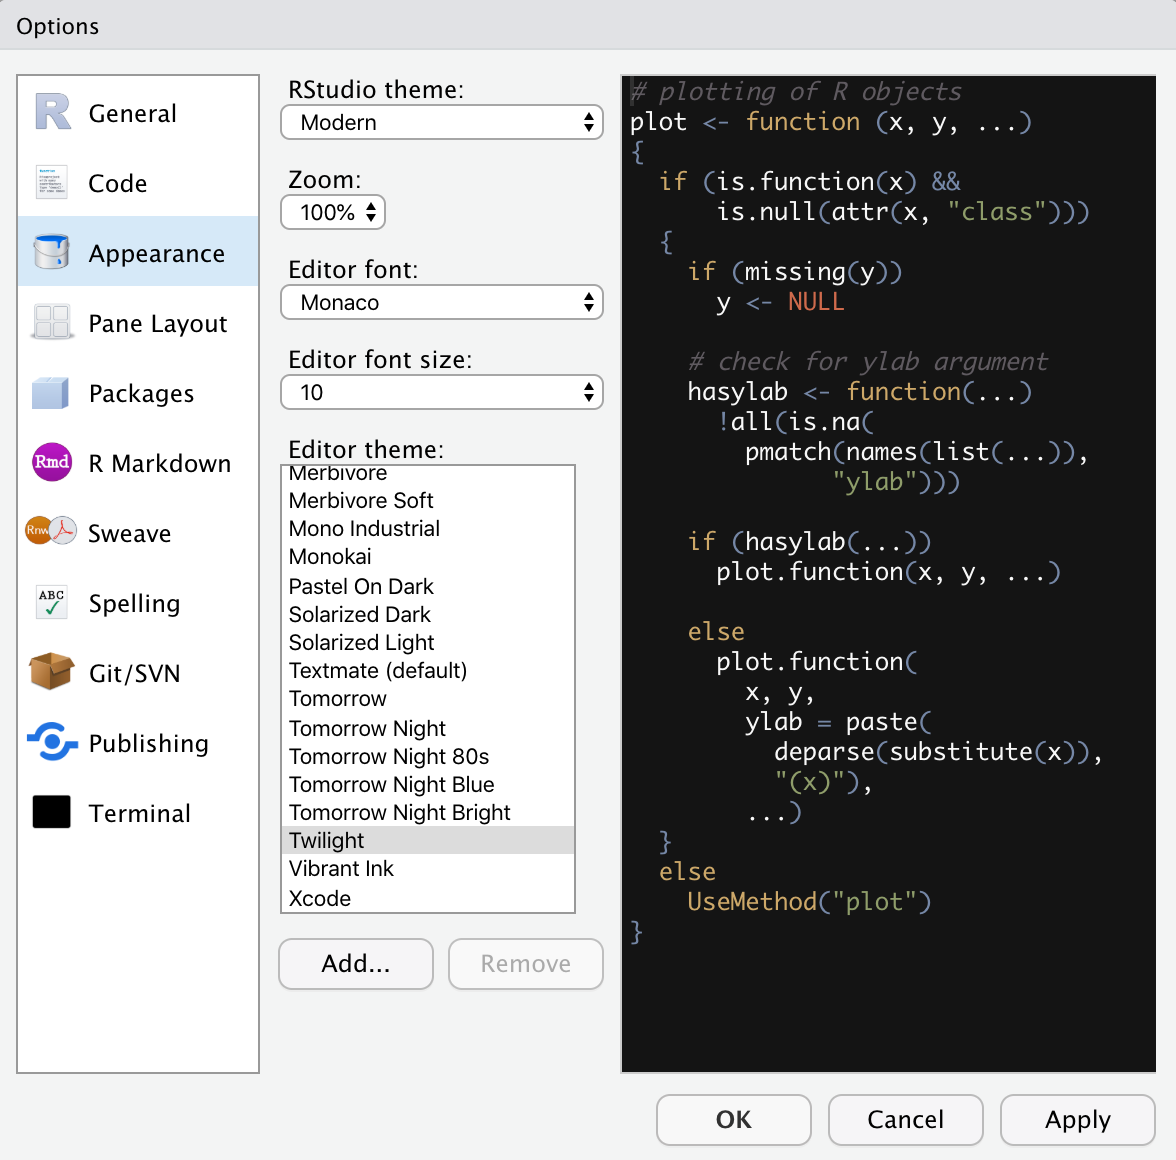 Options
General
Code
Appearance
Pane Layout
Packages
Rmd
R Markdown
Rnw
Sweave
ABC
Spelling
Git/SVN
Publishing
Terminal
RStudio theme:
Modern
Zoom:
100%
Editor font:
Monaco
Editor font size:
10
Editor theme:
Merbivore
Merbivore Soft
Mono Industrial
Monokai
Pastel On Dark
Solarized Dark
Solarized Light
Textmate (default)
Tomorrow
Tomorrow Night
Tomorrow Night 80s
Tomorrow Night Blue
Tomorrow Night Bright
Twilight
Vibrant Ink
Xcode
Add...
Remove
# plotting of R objects
plot <- function (x, y, ...)
{
  if (is.function(x) &&
      is.null(attr(x, "class")))
  {
    if (missing(y))
      y <- NULL

    # check for ylab argument
    hasylab <- function(...)
      !all(is.na(
        pmatch(names(list(...)),
              "ylab")))

    if (hasylab(...))
      plot.function(x, y, ...)

    else
      plot.function(
        x, y,
        ylab = paste(
          deparse(substitute(x)),
          "(x)"),
        ...)
  }
  else
    UseMethod("plot")
}
OK
Cancel
Apply